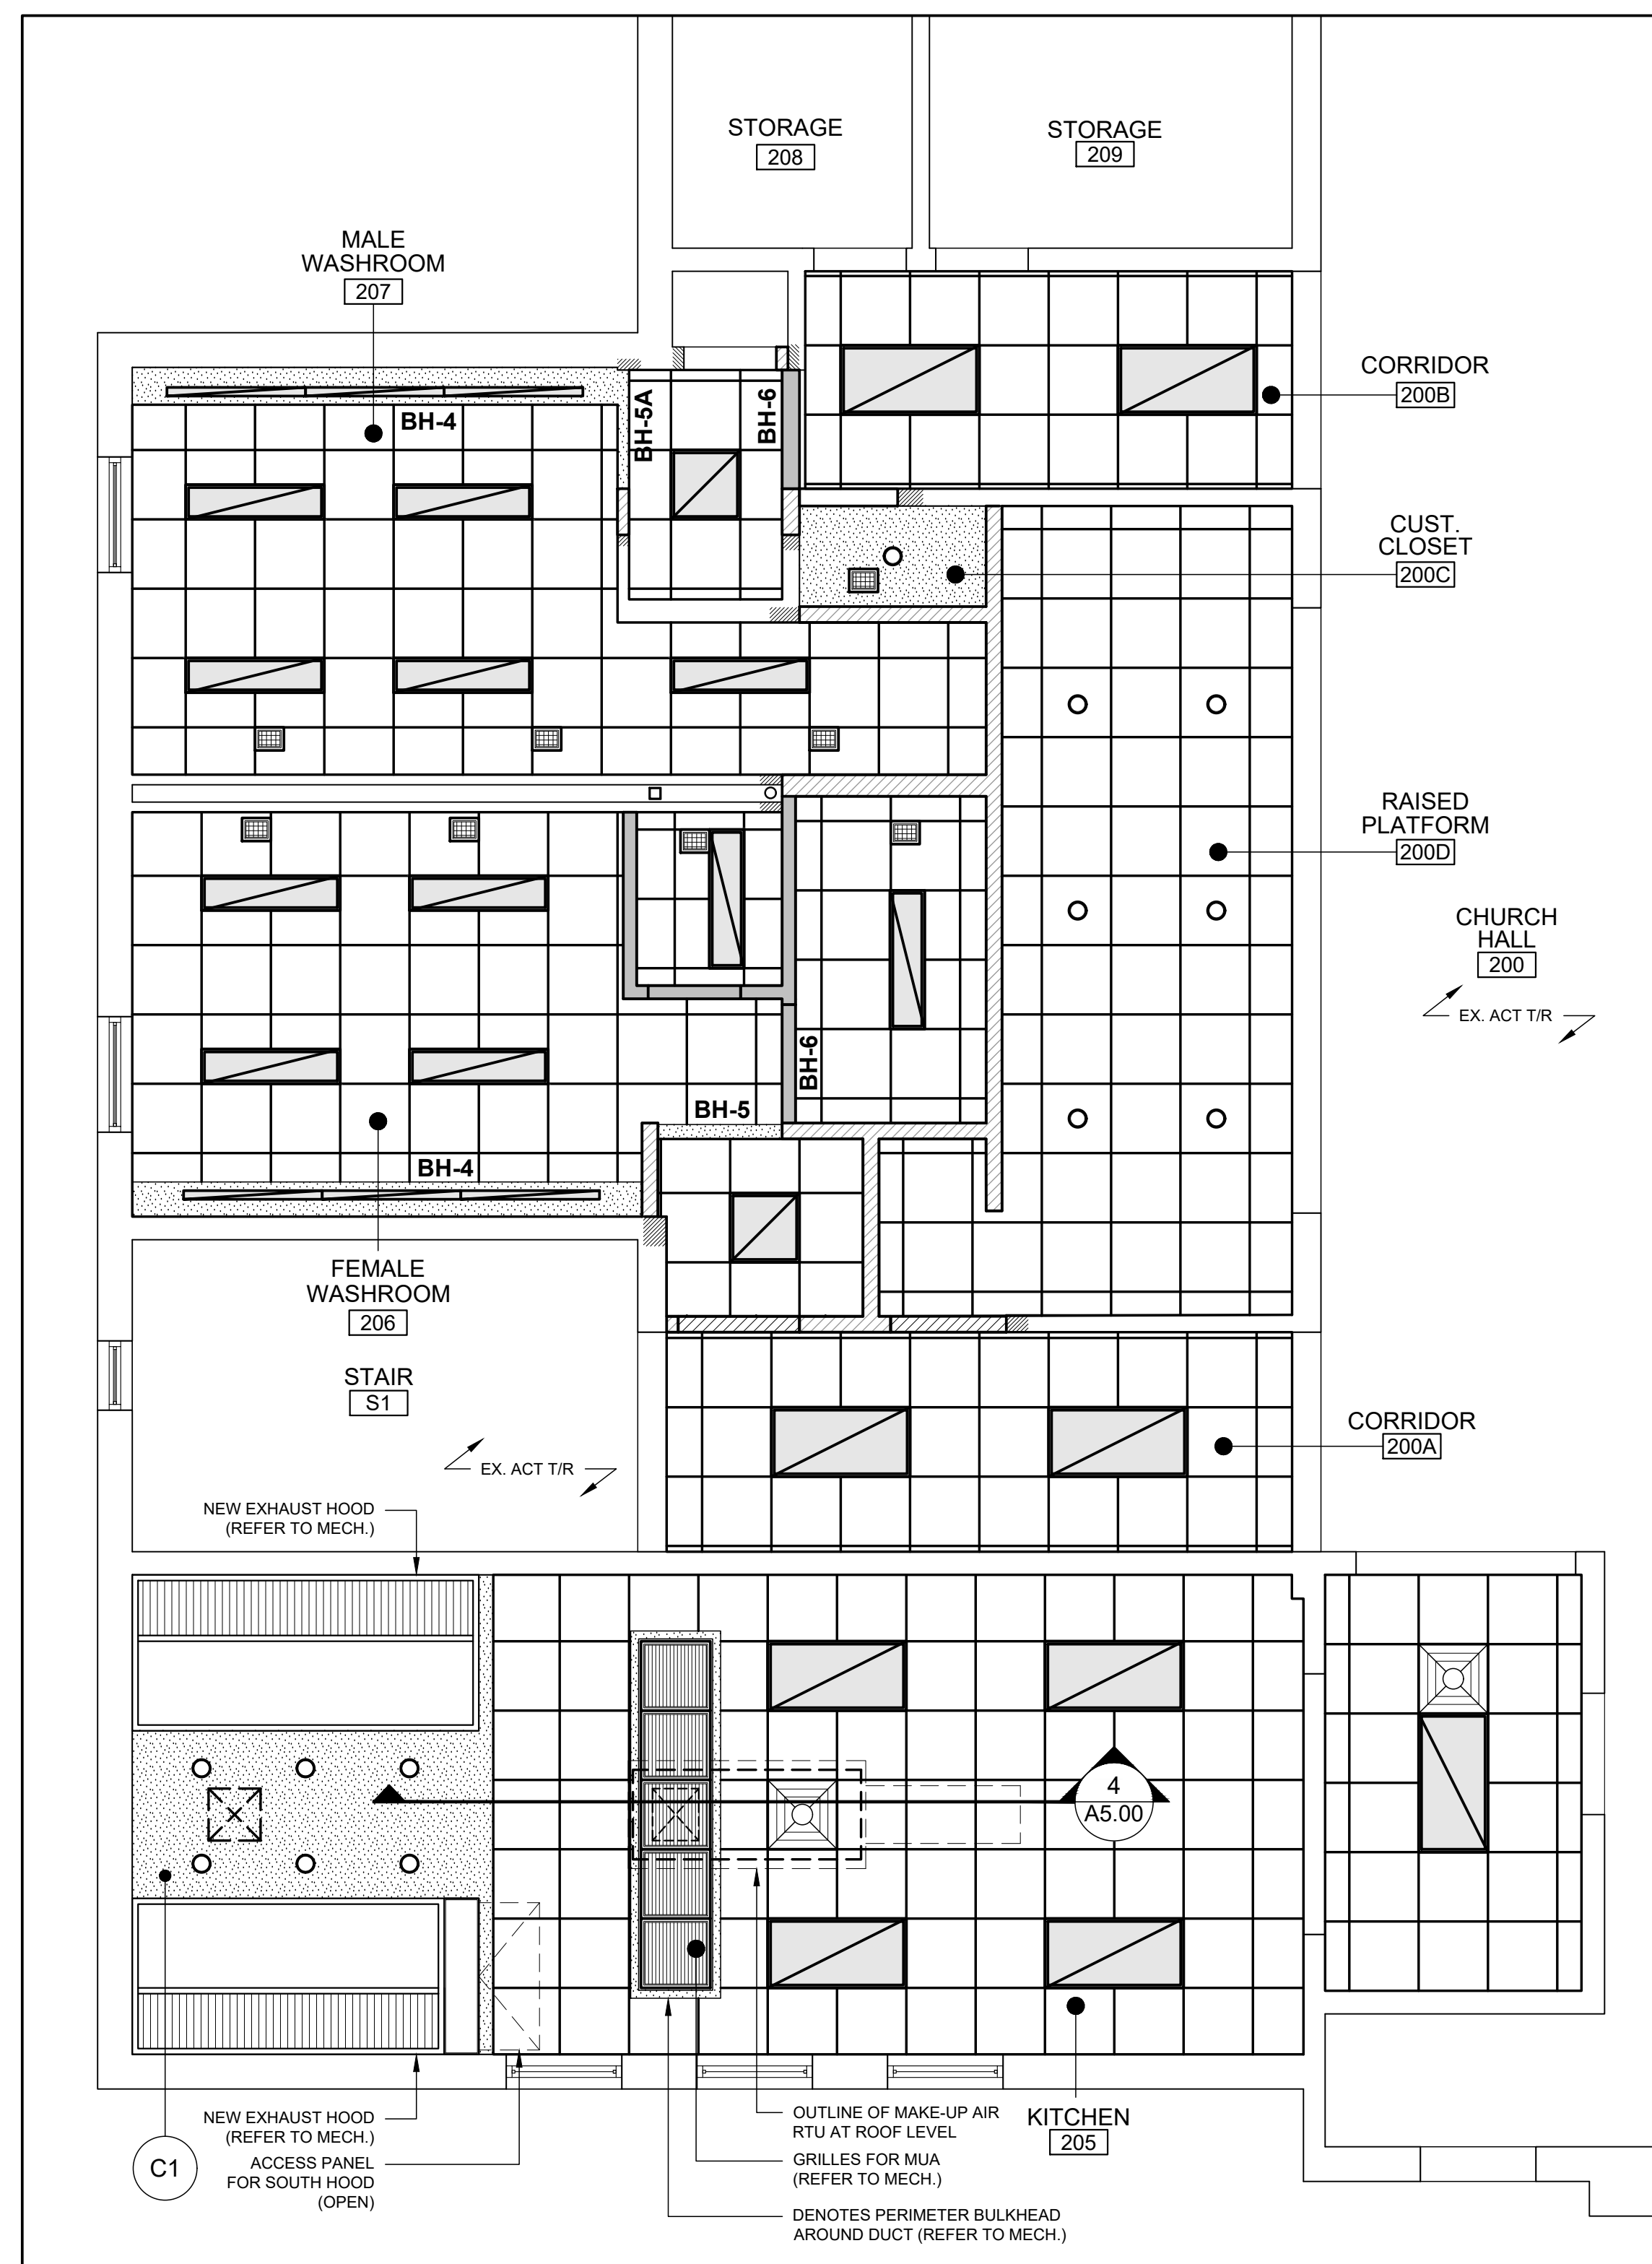 STORAGE
208
STORAGE
209
MALE
WASHROOM
207
CORRIDOR
200B
BH-4
BH-5A
BH-6
CUST.
CLOSET
200C
RAISED
PLATFORM
200D
CHURCH
HALL
200
EX. ACT T/R
BH-6
BH-5
BH-4
FEMALE
WASHROOM
206
STAIR
S1
EX. ACT T/R
CORRIDOR
200A
NEW EXHAUST HOOD
(REFER TO MECH.)
4
A5.00
NEW EXHAUST HOOD
(REFER TO MECH.)
C1
ACCESS PANEL
FOR SOUTH HOOD
(OPEN)
OUTLINE OF MAKE-UP AIR
RTU AT ROOF LEVEL
GRILLES FOR MUA
(REFER TO MECH.)
DENOTES PERIMETER BULKHEAD
AROUND DUCT (REFER TO MECH.)
KITCHEN
205